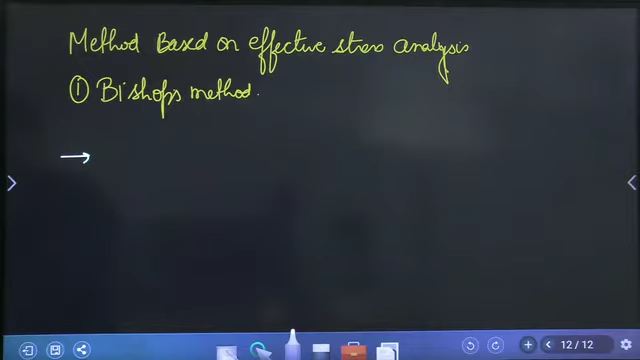 Method Based on effective stress analysis
① Bishops method.
→
12/12